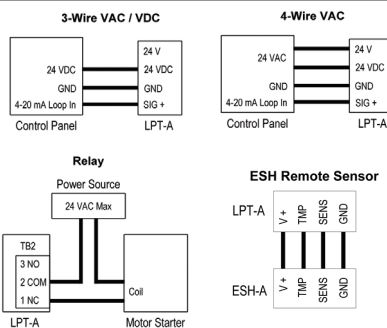 3-Wire VAC / VDC
24 V
24 VDC 24 VDC
GND GND
4-20 mA Loop In SIG +
Control Panel LPT-A
4-Wire VAC
24 V
24 VAC
24 VDC
GND GND
4-20 mA Loop In SIG +
Control Panel LPT-A
Relay
Power Source
24 VAC Max
TB2
3 NO
2 COM
1 NC
Coil
LPT-A Motor Starter
ESH Remote Sensor
LPT-A V + TMP SENS GND
ESH-A V + TMP SENS GND